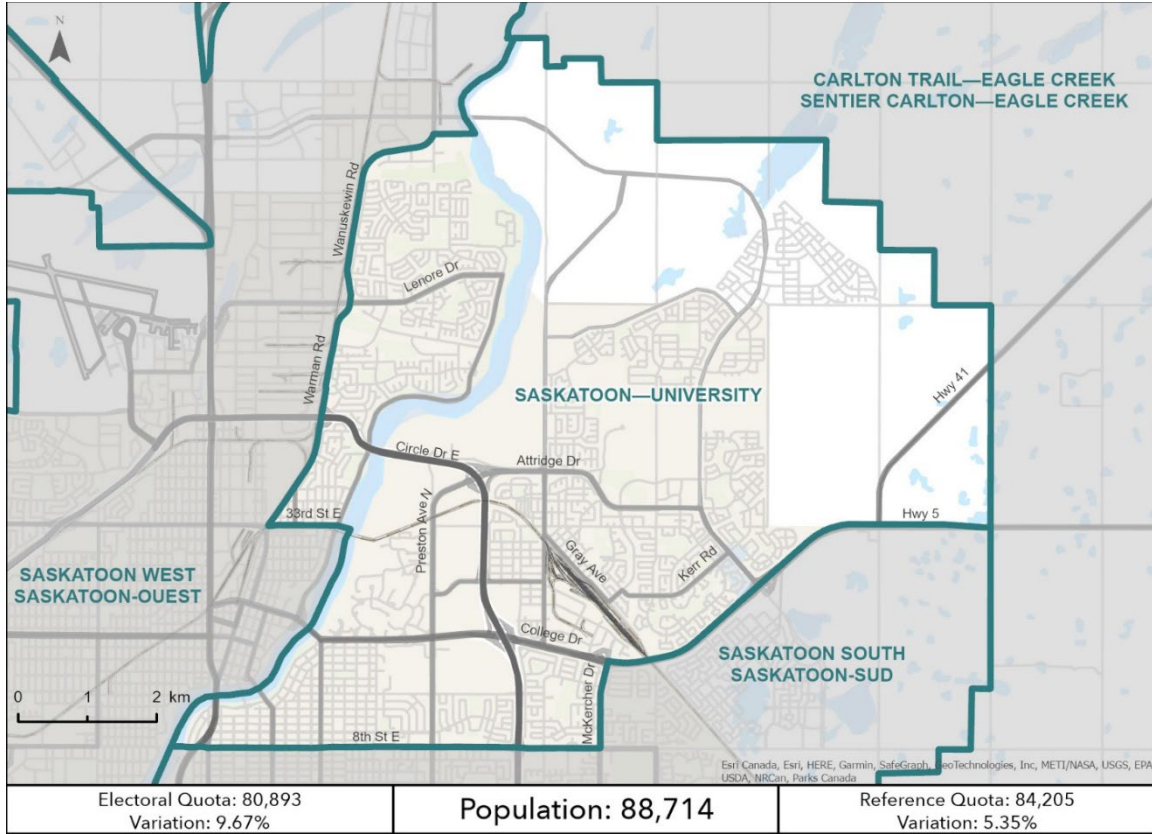 N
CARLTON TRAIL—EAGLE CREEK
SENTIER CARLTON—EAGLE CREEK
Wanuskewin Rd
Lenore Dr
Warman Rd
SASKATOON—UNIVERSITY
Hwy 41
Circle Dr E
Attridge Dr
Preston Ave N
33rd St E
Hwy 5
Gray Ave
Kerr Rd
SASKATOON WEST
SASKATOON-OUEST
College Dr
McKercher Dr
SASKATOON SOUTH
SASKATOON-SUD
0 1 2 km
8th St E
Esri Canada, Esri, HERE, Garmin, SafeGraph, GeoTechnologies, Inc, METI/NASA, USGS, EPA
USDA, NRCan, Parks Canada
Electoral Quota: 80,893
Variation: 9.67%
Population: 88,714
Reference Quota: 84,205
Variation: 5.35%